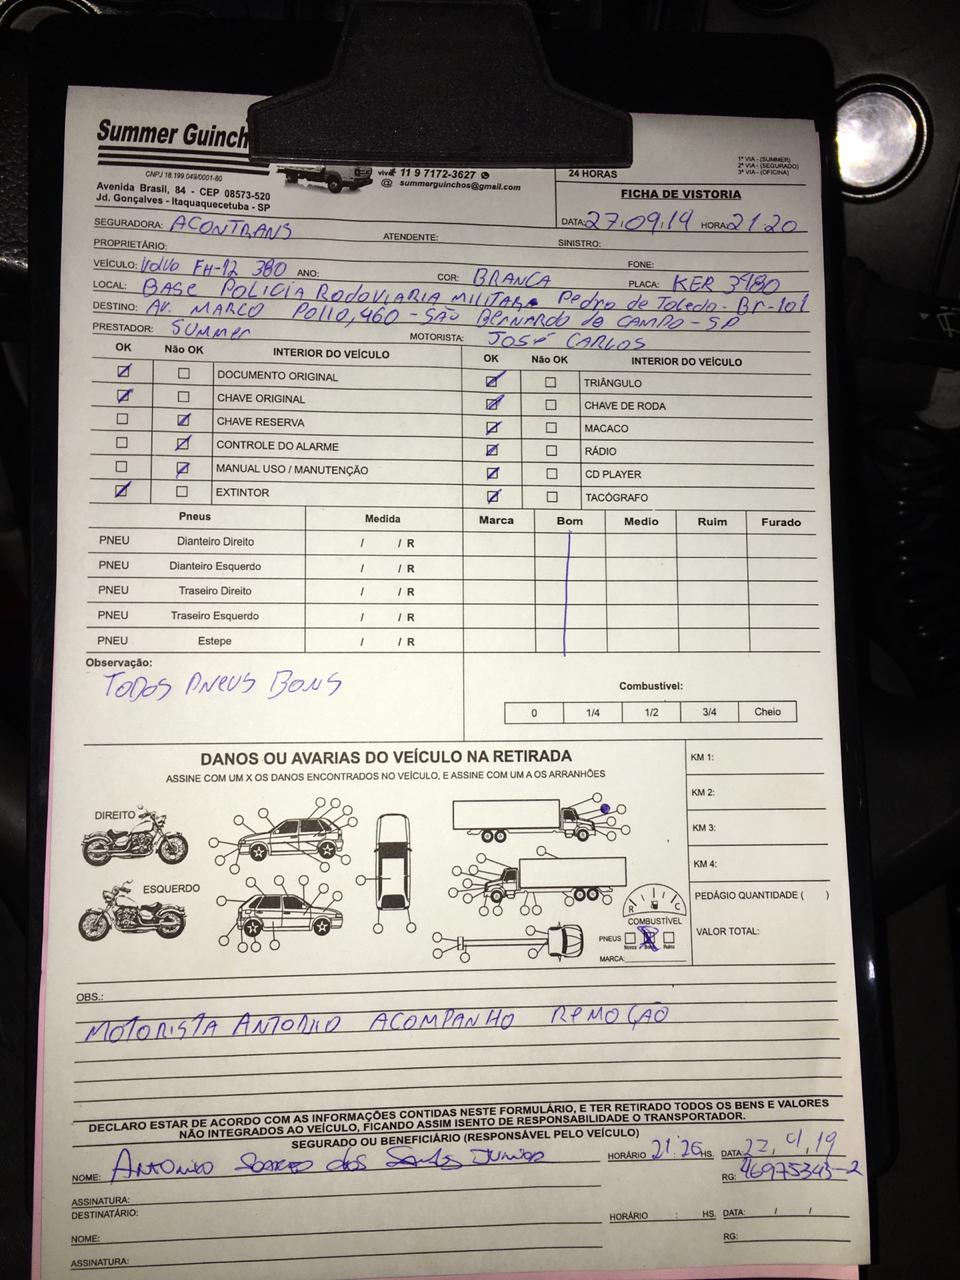 Summer Guinch
CNPJ 18.199.049/0001-60
Avenida Brasil, 84 - CEP 08573-520
Jd. Gonçalves - Itaquaquecetuba - SP
vivo 11 9 7172-3627
@ summerguinchos@gmail.com
24 HORAS
1ª VIA - (SUMMER)
2ª VIA - (SEGURADO)
3ª VIA - (OFICINA)
FICHA DE VISTORIA
SEGURADORA: ACONTRANS ATENDENTE: DATA: 27.09.19 HORA: 21:20
PROPRIETÁRIO: SINISTRO:
VEÍCULO: Volvo FH-12 380 ANO: COR: BRANCA FONE: PLACA: KER 3480
LOCAL: BASE POLICIA RODOVIARIA MILITAR Pedro de Toledo - Br-101
DESTINO: AV. MARCO POLLO, 460 - SÃO BERNARDO do CAMPO - SP
PRESTADOR: SUMMER MOTORISTA: JOSÉ CARLOS
OK Não OK INTERIOR DO VEÍCULO OK Não OK INTERIOR DO VEÍCULO
DOCUMENTO ORIGINAL TRIÂNGULO
CHAVE ORIGINAL CHAVE DE RODA
CHAVE RESERVA MACACO
CONTROLE DO ALARME RÁDIO
MANUAL USO / MANUTENÇÃO CD PLAYER
EXTINTOR TACÓGRAFO
Pneus Medida Marca Bom Medio Ruim Furado
PNEU Dianteiro Direito / / R
PNEU Dianteiro Esquerdo / / R
PNEU Traseiro Direito / / R
PNEU Traseiro Esquerdo / / R
PNEU Estepe / / R
Observação:
TODOS PNEUS BONS
Combustível:
0 1/4 1/2 3/4 Cheio
DANOS OU AVARIAS DO VEÍCULO NA RETIRADA
ASSINE COM UM X OS DANOS ENCONTRADOS NO VEÍCULO, E ASSINE COM UM A OS ARRANHÕES
KM 1:
KM 2:
KM 3:
KM 4:
PEDÁGIO QUANTIDADE ( )
VALOR TOTAL:
DIREITO
ESQUERDO
R C
COMBUSTÍVEL
PNEUS
Novos Ruins
MARCA:
OBS.:
MOTORISTA ANTONIO ACOMPANHO REMOÇÃO
DECLARO ESTAR DE ACORDO COM AS INFORMAÇÕES CONTIDAS NESTE FORMULÁRIO, E TER RETIRADO TODOS OS BENS E VALORES
NÃO INTEGRADOS AO VEÍCULO, FICANDO ASSIM ISENTO DE RESPONSABILIDADE O TRANSPORTADOR.
SEGURADO OU BENEFICIÁRIO (RESPONSÁVEL PELO VEÍCULO)
NOME: ANTONIO Soares dos Santos Junior HORÁRIO 21:26 HS. DATA:
RG: 46975343-2
ASSINATURA:
DESTINATÁRIO: HORÁRIO : HS. DATA: / /
NOME: RG:
ASSINATURA: